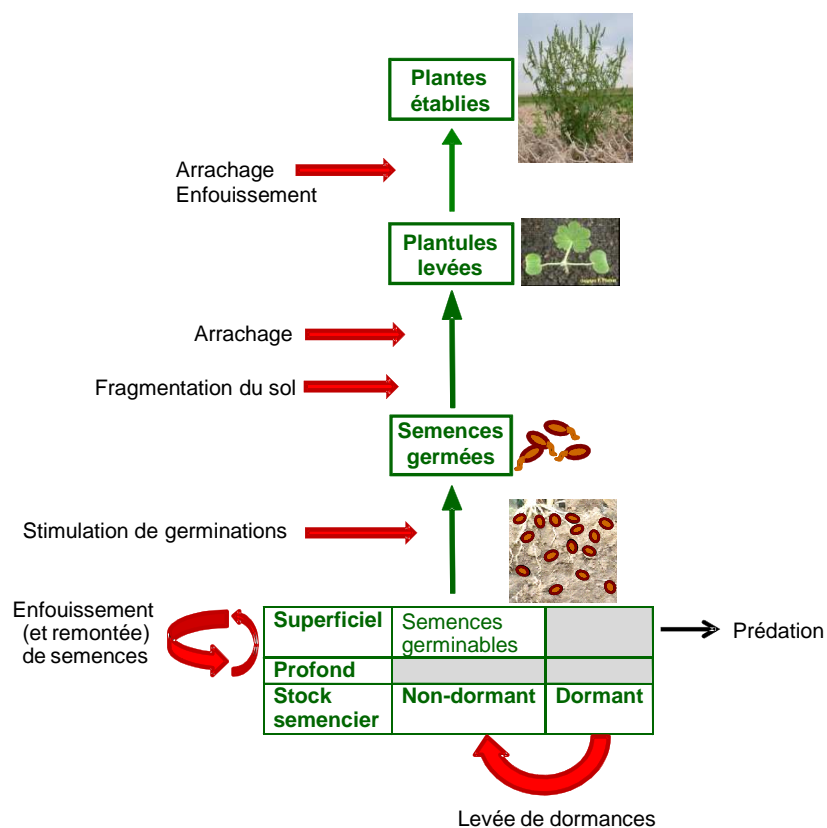 Plantes
établies
Arrachage
Enfouissement
Plantules
levées
Arrachage
Fragmentation du sol
Semences
germées
Stimulation de germinations
Enfouissement
(et remontée)
de semences
Superficiel
Semences
germinables
Profond
Stock
semencier
Non-dormant
Dormant
Prédation
Levée de dormances